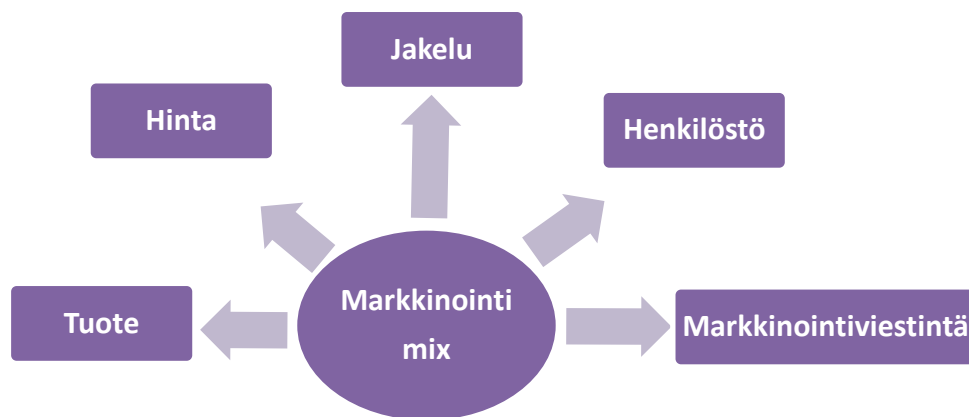 Jakelu
Hinta
Henkilöstö
Tuote
Markkinointi
mix
Markkinointiviestintä